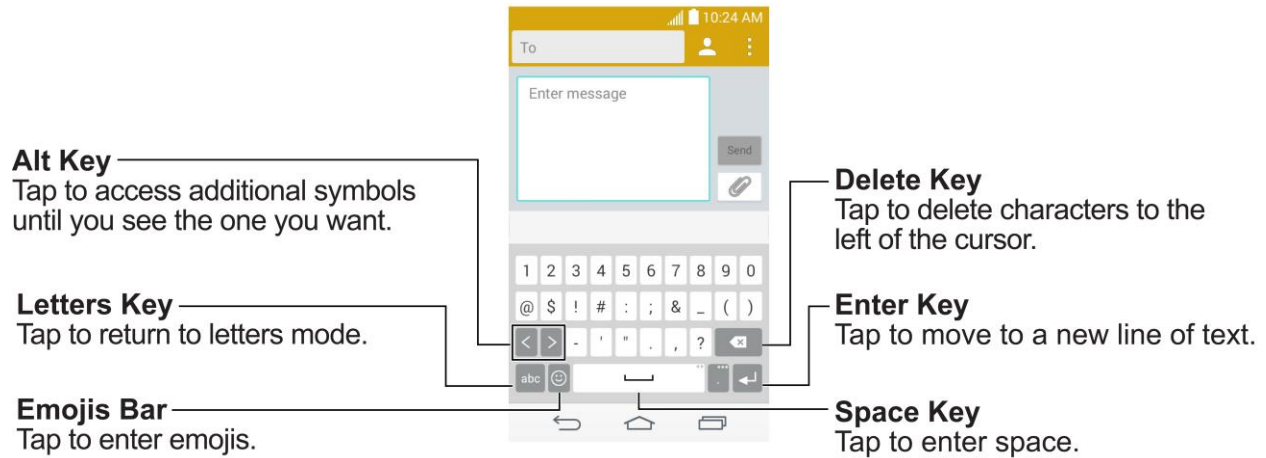 10:24 AM
To
Enter message
Send
Alt Key
Tap to access additional symbols
until you see the one you want.
Letters Key
Tap to return to letters mode.
Emojis Bar
Tap to enter emojis.
1 2 3 4 5 6 7 8 9 0
@ $ ! # : ; & _ ( )
< > - ' " . , ?
abc .
Delete Key
Tap to delete characters to the
left of the cursor.
Enter Key
Tap to move to a new line of text.
Space Key
Tap to enter space.